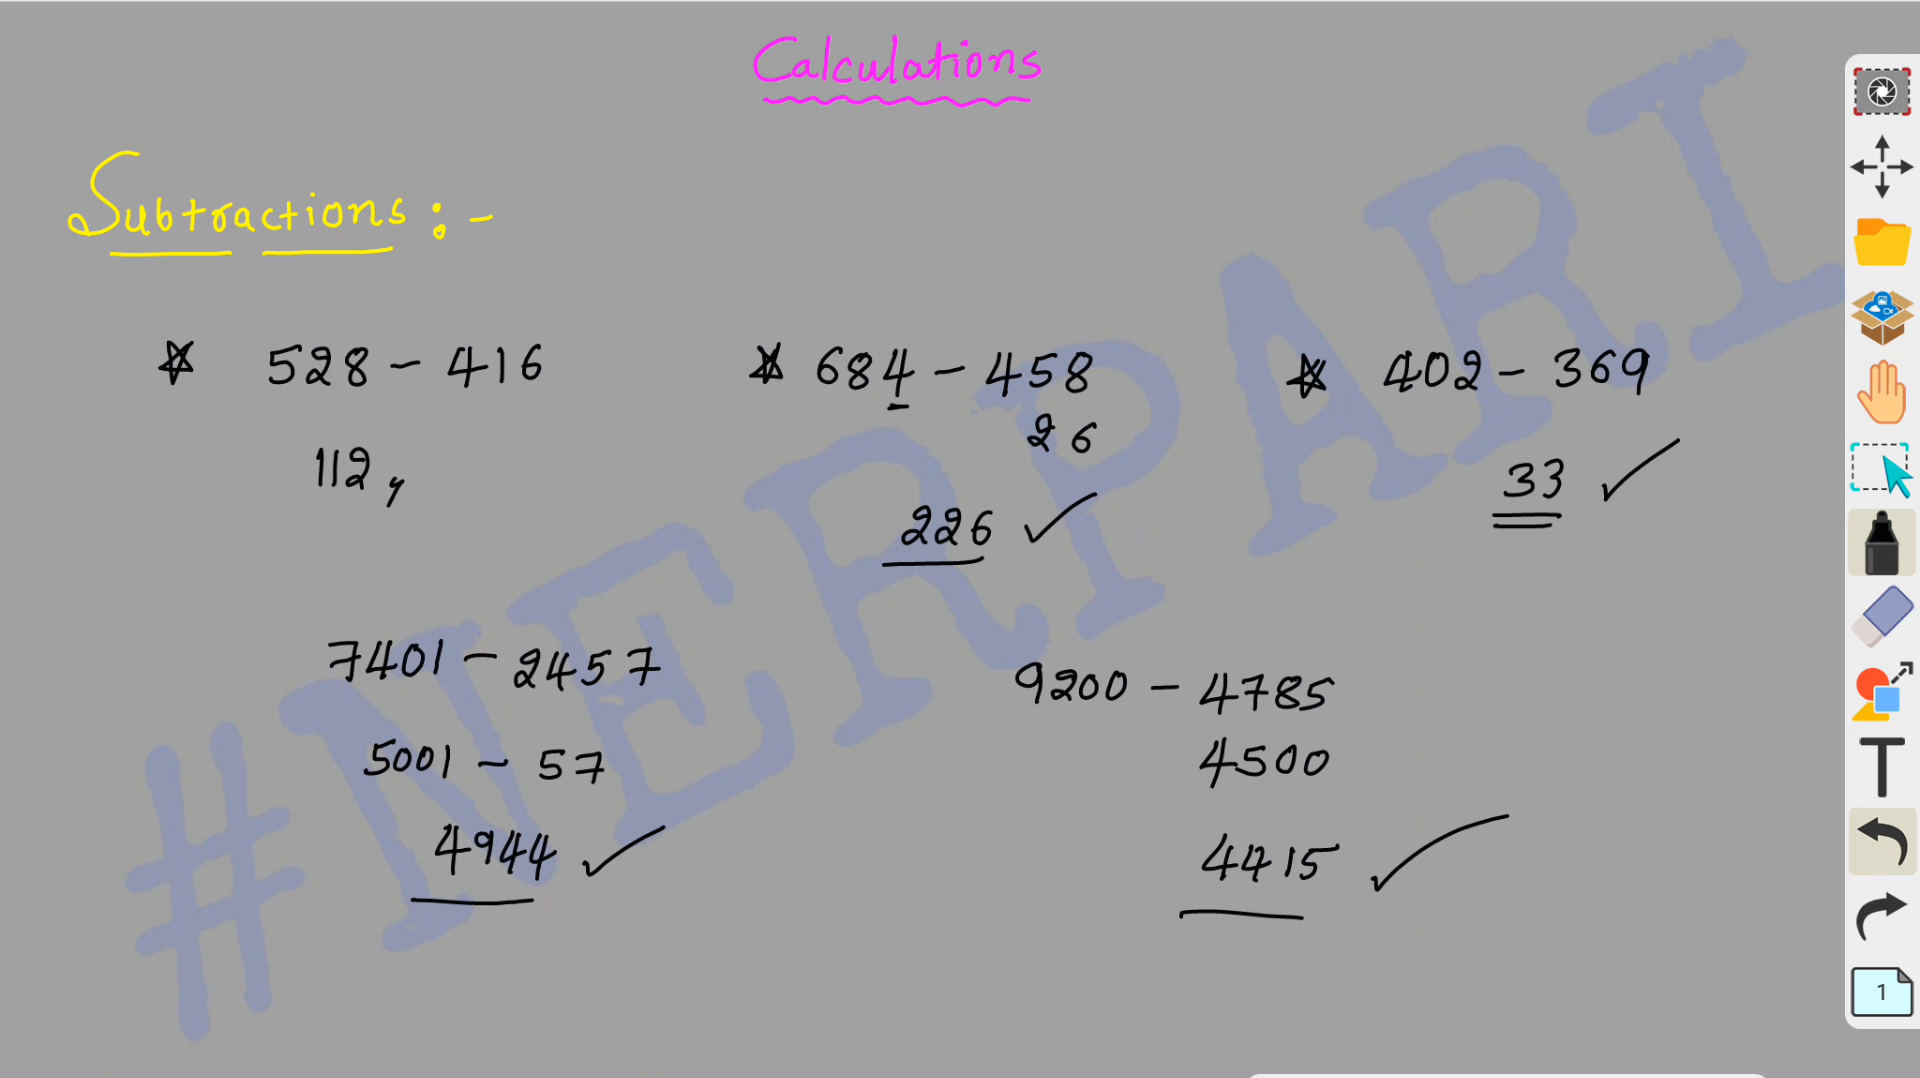 Calculations
Subtractions :-
☆ 528 - 416
112,
☆ 684 - 458
26
226 ✓
☆ 402 - 369
33 ✓
7401 - 2457
5001 - 57
4944 ✓
9200 - 4785
4500
4415 ✓
#NERPARI
T
1